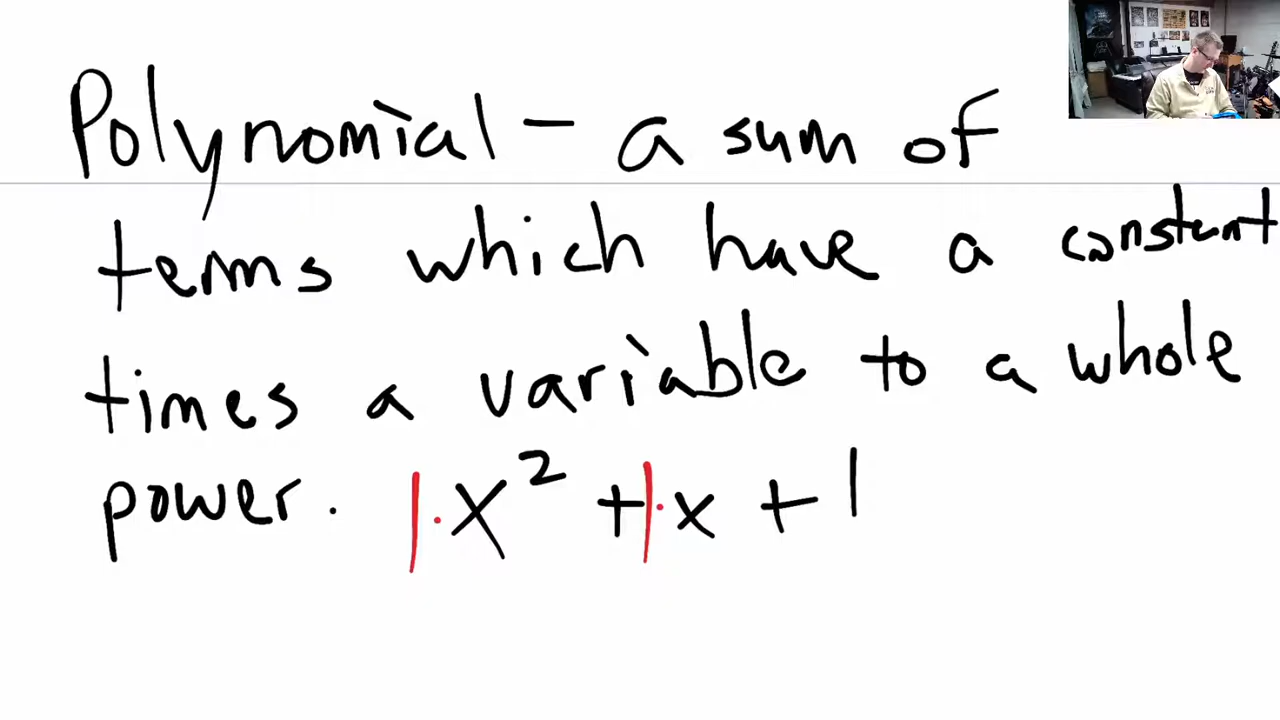 Polynomial - a sum of
terms which have a constant
times a variable to a whole
power. 1·x² +1·x +1